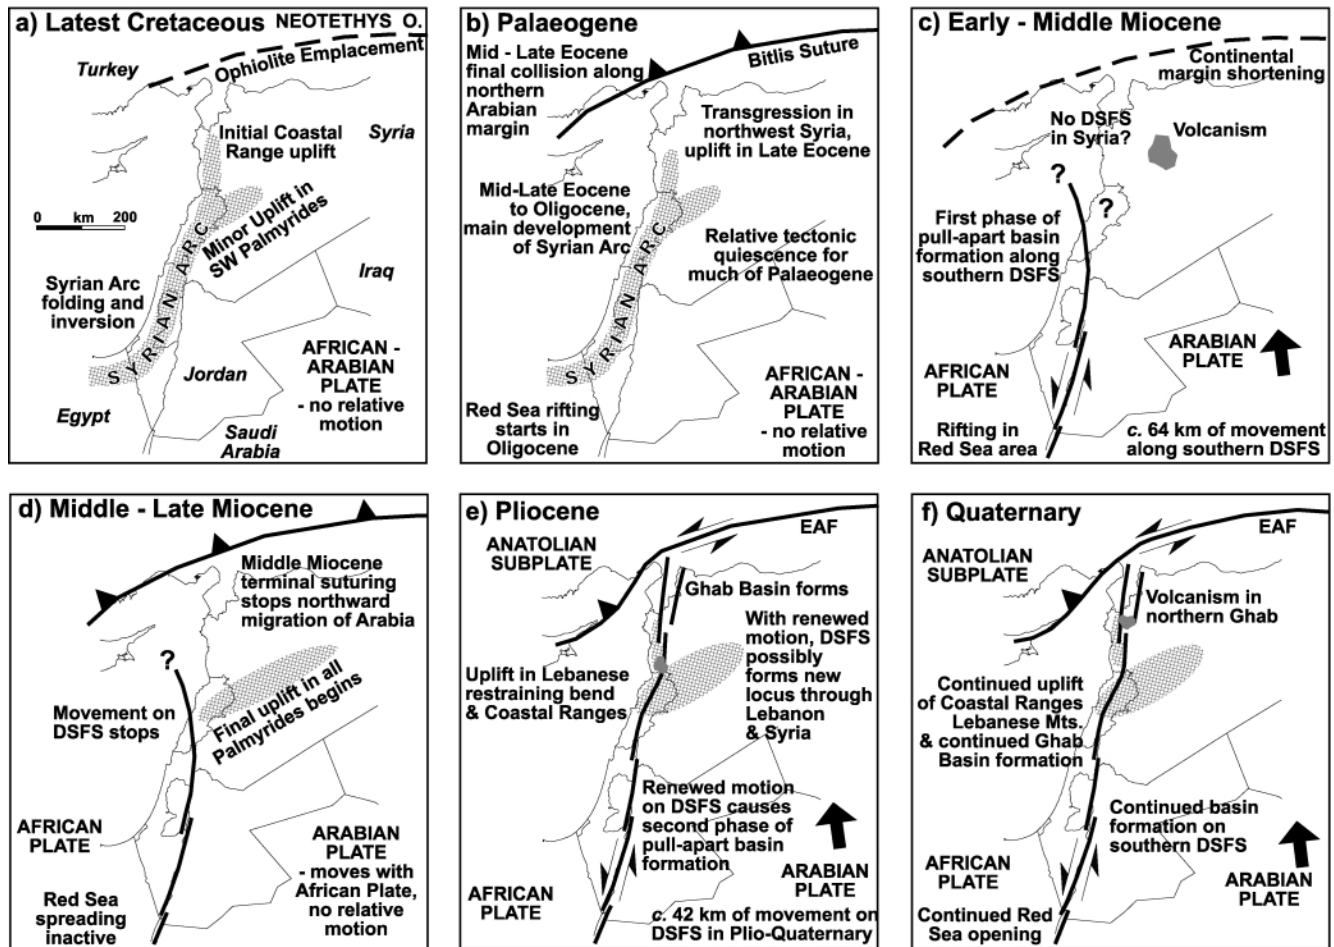 a) Latest Cretaceous
NEOTETHYS O.
Ophiolite Emplacement
Turkey
Initial Coastal
Range uplift
Syria
0 km 200
Minor Uplift in
SW Palmyrides
SYRIAN ARC
Syrian Arc
folding and
inversion
Iraq
Jordan
AFRICAN -
ARABIAN
PLATE
- no relative
motion
Egypt
Saudi
Arabia
b) Palaeogene
Mid - Late Eocene
final collision along
northern
Arabian
margin
Bitlis Suture
Transgression in
northwest Syria,
uplift in Late Eocene
Mid-Late Eocene
to Oligocene,
main development
of Syrian Arc
SYRIAN ARC
Relative tectonic
quiescence for
much of Palaeogene
AFRICAN -
ARABIAN
PLATE
- no relative
motion
Red Sea rifting
starts in
Oligocene
c) Early - Middle Miocene
Continental
margin shortening
No DSFS
in Syria?
Volcanism
?
?
First phase of
pull-apart basin
formation along
southern DSFS
ARABIAN
PLATE
AFRICAN
PLATE
Rifting in
Red Sea area
c. 64 km of movement
along southern DSFS
d) Middle - Late Miocene
Middle Miocene
terminal suturing
stops northward
migration of Arabia
?
Movement on
DSFS stops
Final uplift in all
Palmyrides begins
AFRICAN
PLATE
ARABIAN
PLATE
- moves with
African Plate,
no relative
motion
Red Sea
spreading
inactive
e) Pliocene
EAF
ANATOLIAN
SUBPLATE
Ghab Basin forms
With renewed
motion, DSFS
possibly
forms new
locus through
Lebanon
& Syria
Uplift in Lebanese
restraining bend
& Coastal Ranges
Renewed motion
on DSFS causes
second phase of
pull-apart basin
formation
ARABIAN
PLATE
AFRICAN
PLATE
c. 42 km of movement on
DSFS in Plio-Quaternary
f) Quaternary
EAF
ANATOLIAN
SUBPLATE
Volcanism in
northern Ghab
Continued uplift
of Coastal Ranges
Lebanese Mts.
& continued Ghab
Basin formation
Continued basin
formation on
southern DSFS
AFRICAN
PLATE
ARABIAN
PLATE
Continued Red
Sea opening